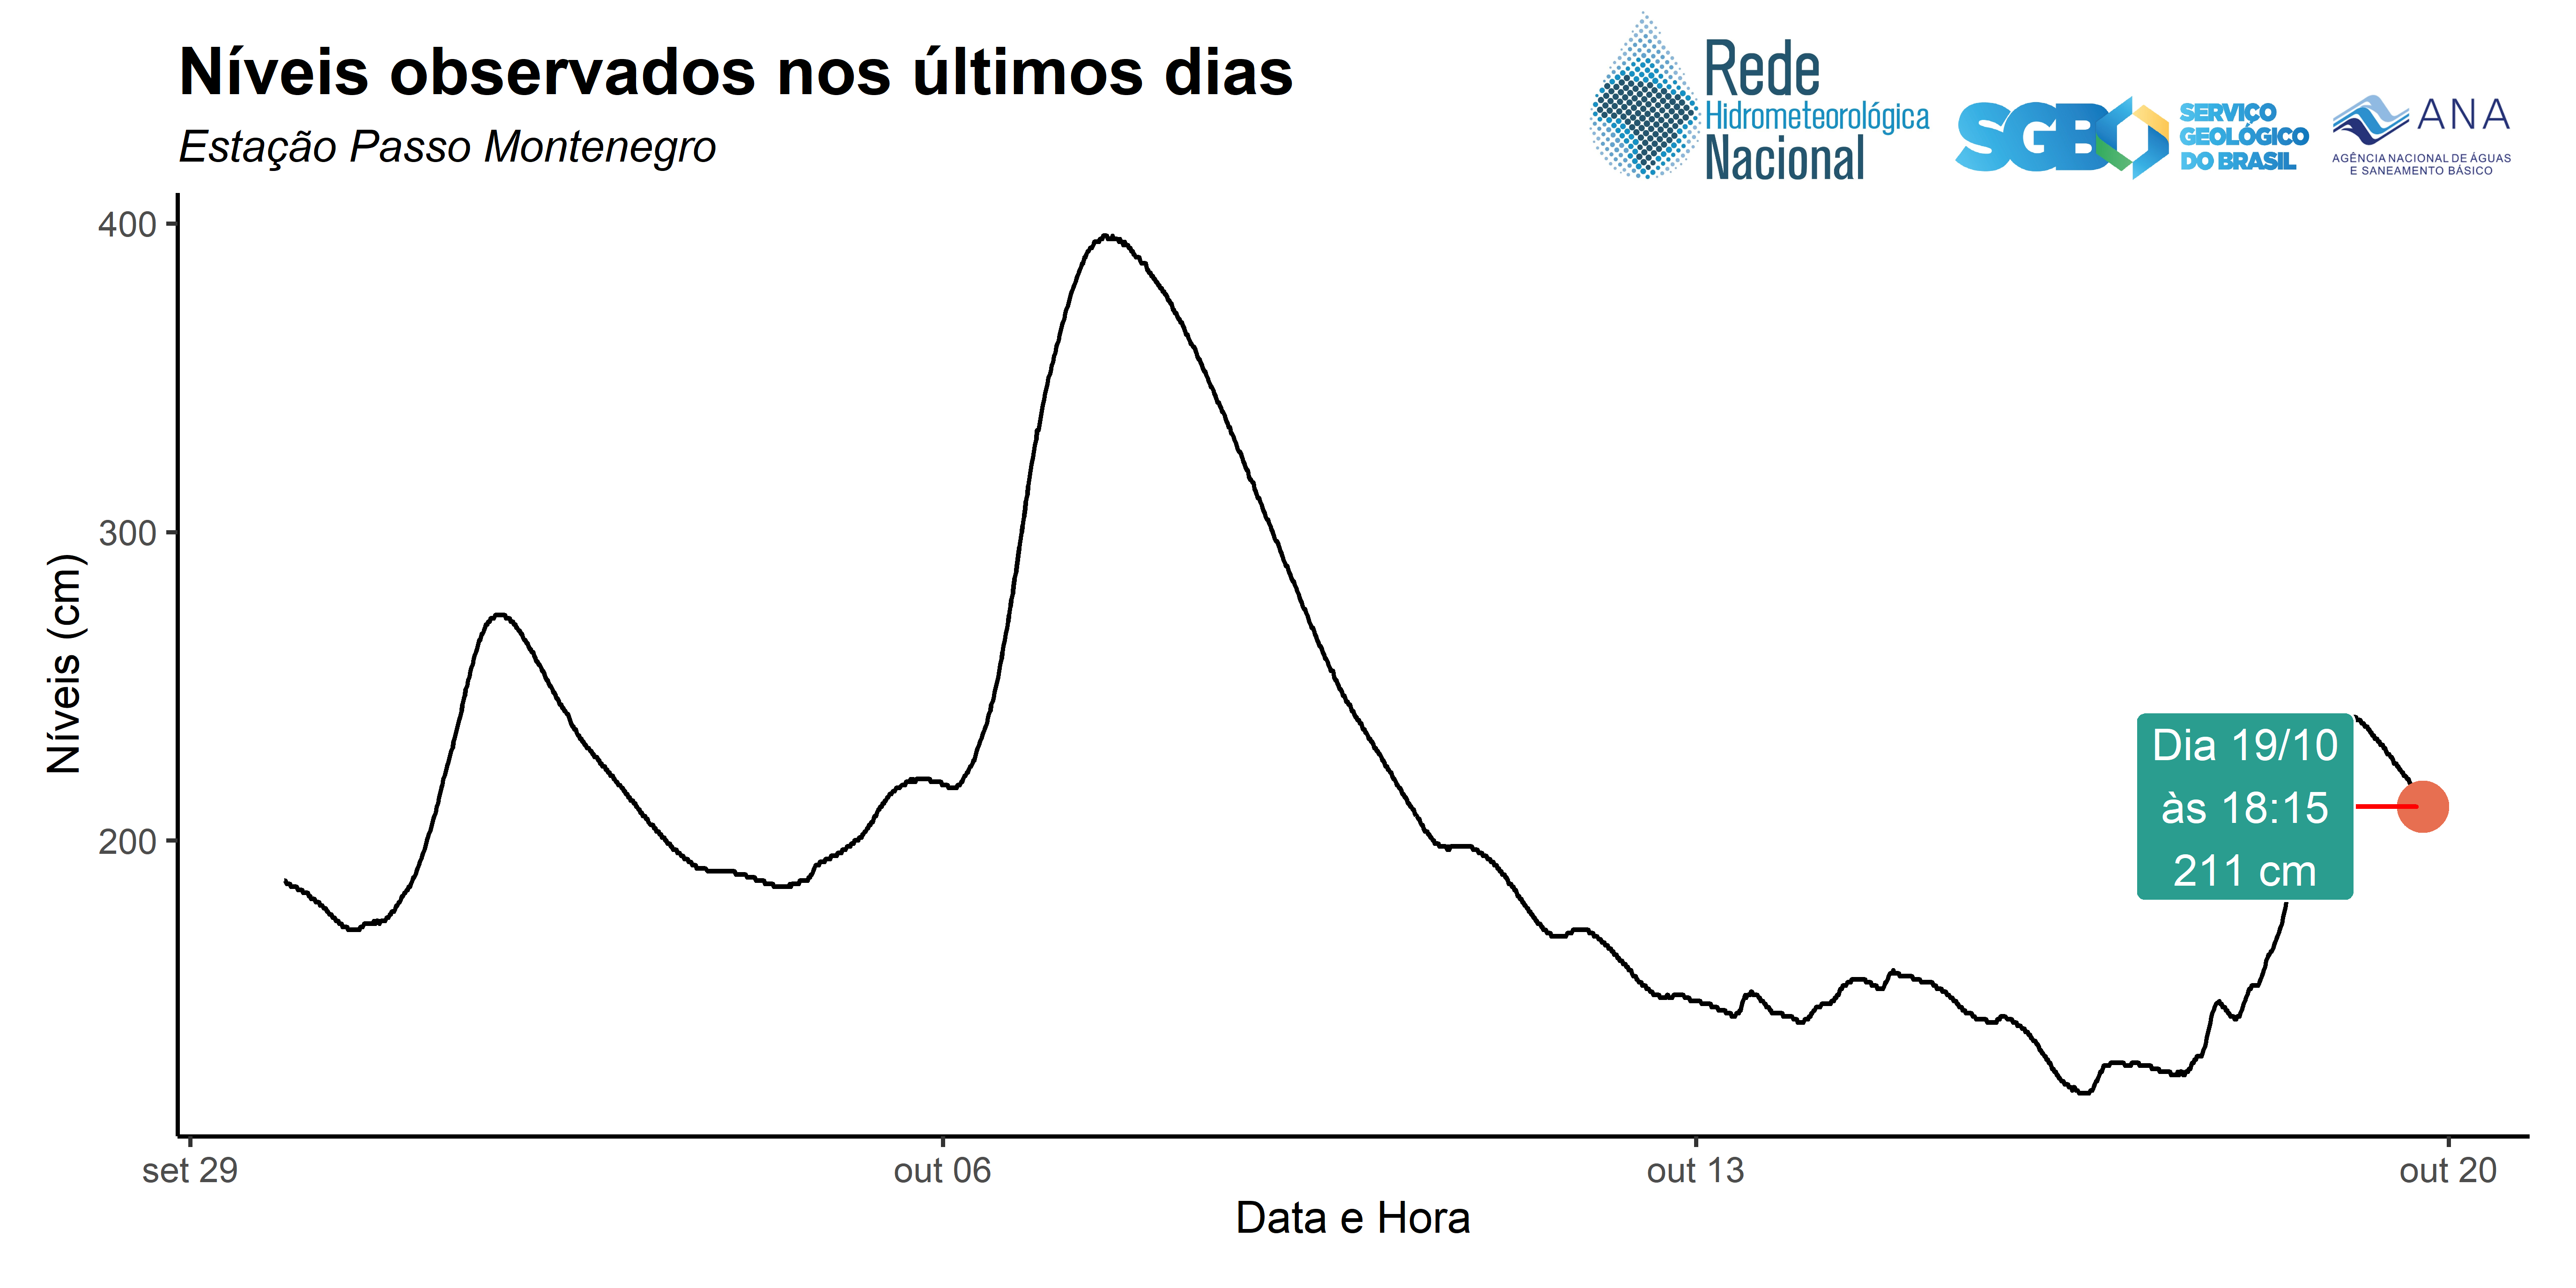 Níveis observados nos últimos dias
Estação Passo Montenegro
Rede
Hidrometeorológica
Nacional
SGB
SERVIÇO
GEOLÓGICO
DO BRASIL
ANA
AGÊNCIA NACIONAL DE ÁGUAS
E SANEAMENTO BÁSICO
400
300
200
Níveis (cm)
Dia 19/10
às 18:15
211 cm
set 29
out 06
out 13
out 20
Data e Hora